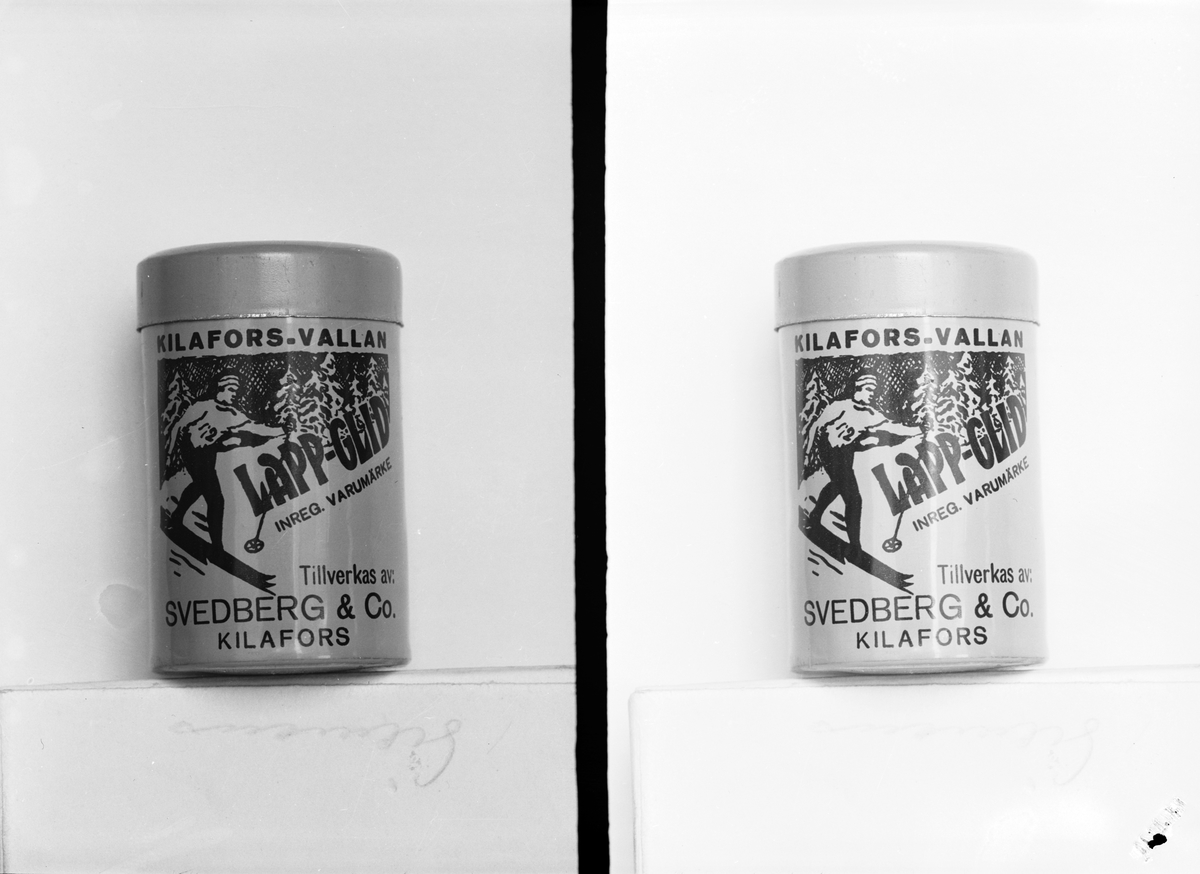 KILAFORS-VALLAN
LAPP-GLID
INREG. VARUMÄRKE
Tillverkas av:
SVEDBERG & Co.
KILAFORS
KILAFORS-VALLAN
LAPP-GLID
INREG. VARUMÄRKE
Tillverkas av:
SVEDBERG & Co.
KILAFORS